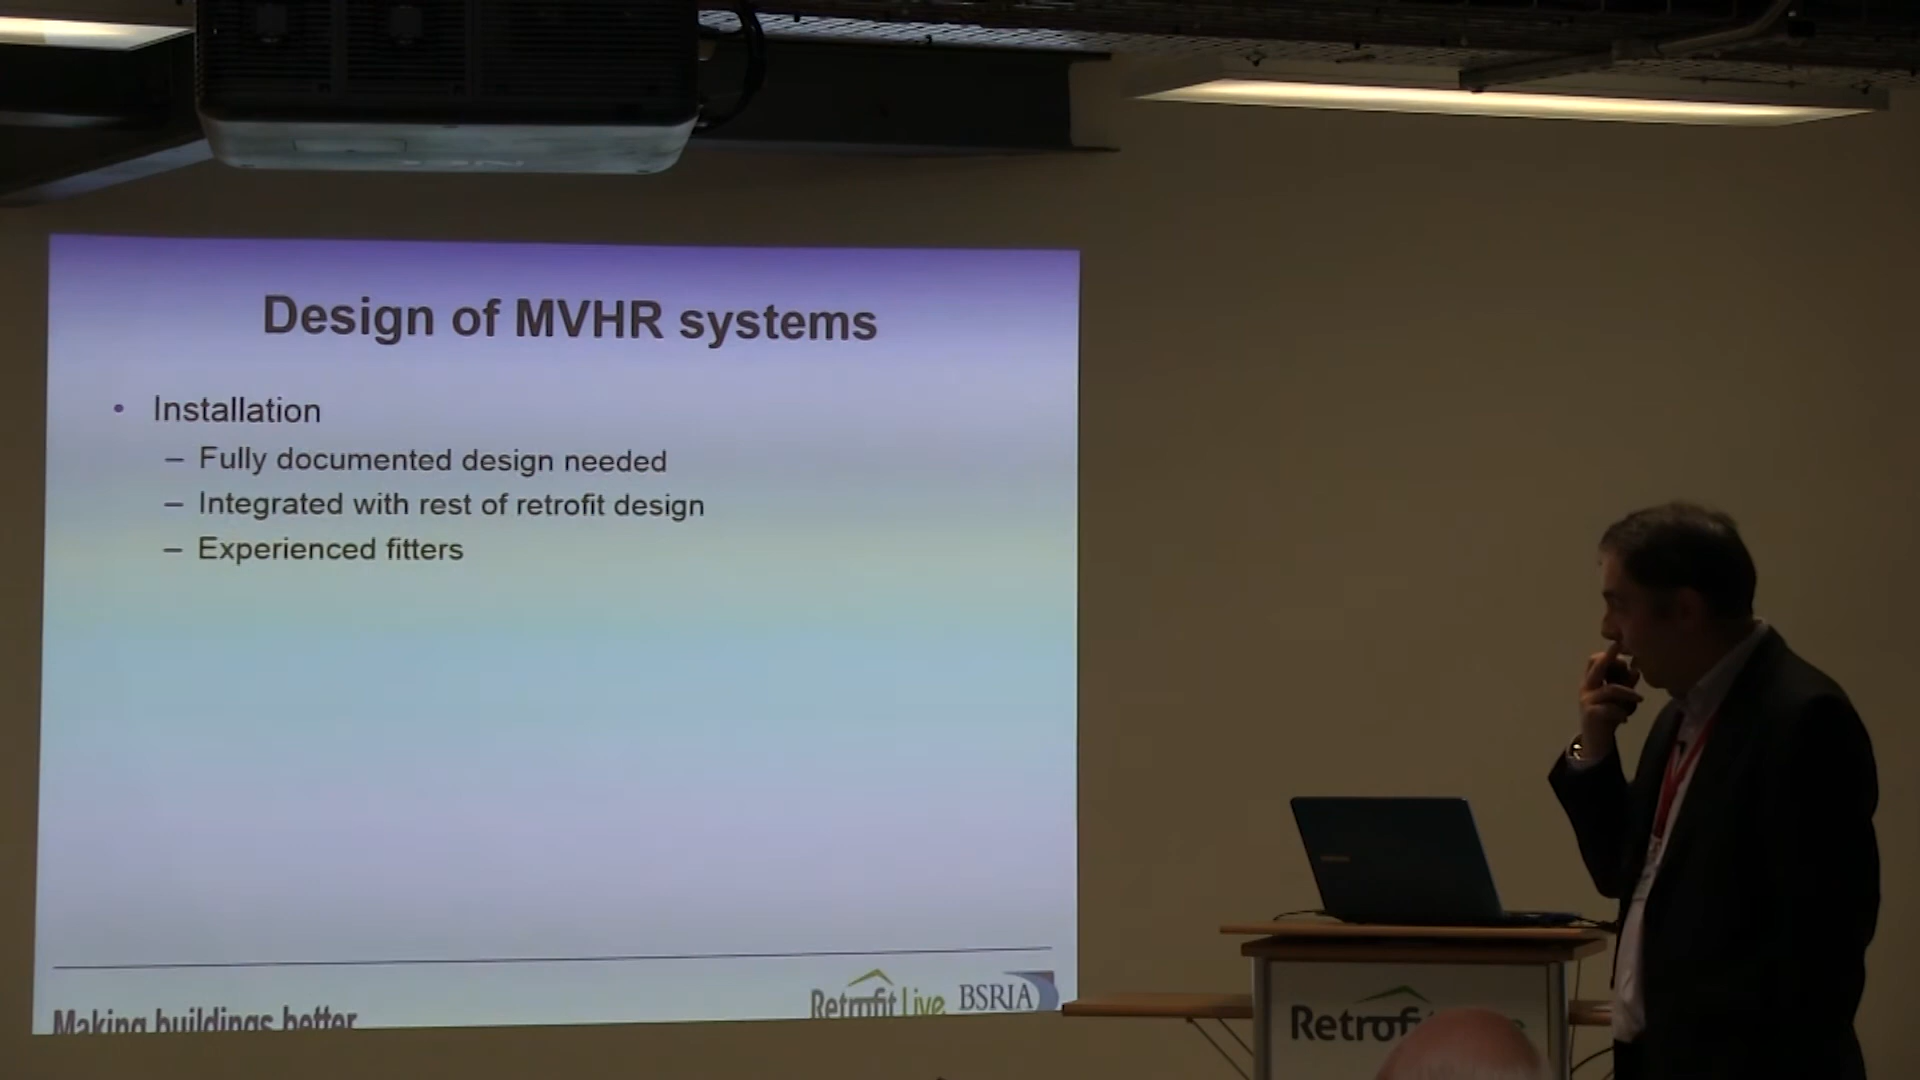 Design of MVHR systems
• Installation
– Fully documented design needed
– Integrated with rest of retrofit design
– Experienced fitters
Making buildings better
Retrofit Live BSRIA